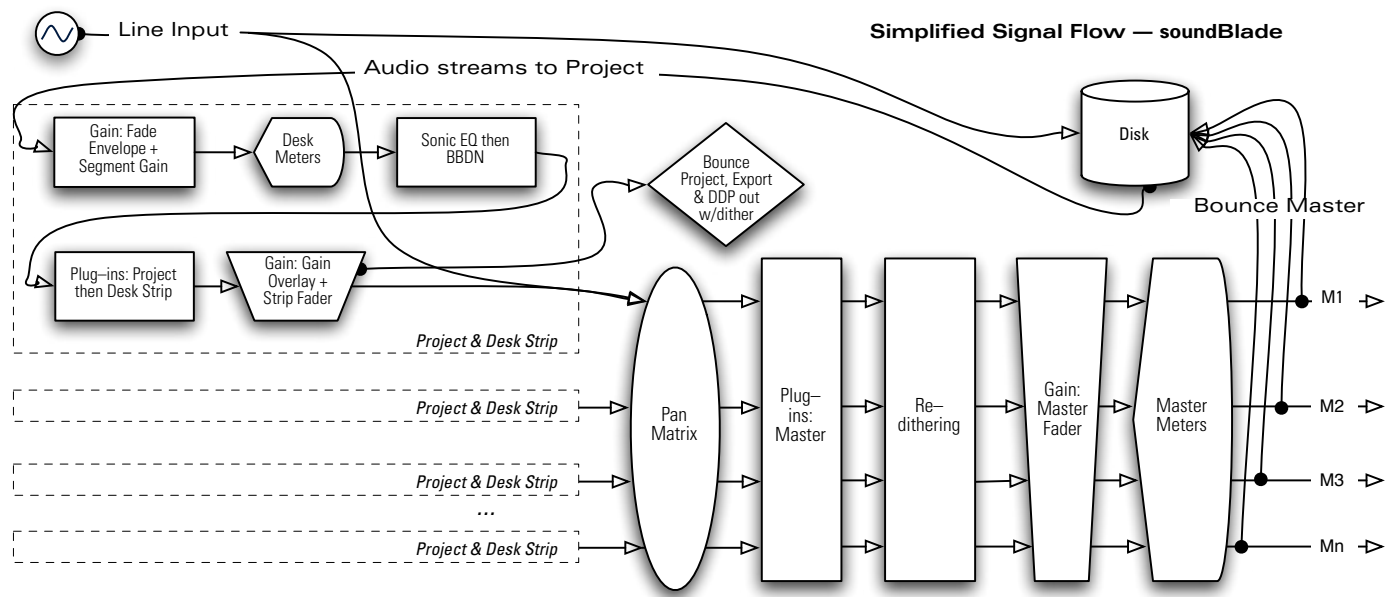 Line Input
Simplified Signal Flow — soundBlade
Audio streams to Project
Gain: Fade
Envelope +
Segment Gain
Desk
Meters
Sonic EQ then
BBDN
Disk
Bounce
Project, Export
& DDP out
w/dither
Bounce Master
Plug–ins: Project
then Desk Strip
Gain: Gain
Overlay +
Strip Fader
Project & Desk Strip
Project & Desk Strip
Project & Desk Strip
...
Project & Desk Strip
Pan
Matrix
Plug–
ins:
Master
Re–
dithering
Gain:
Master
Fader
Master
Meters
M1
M2
M3
Mn